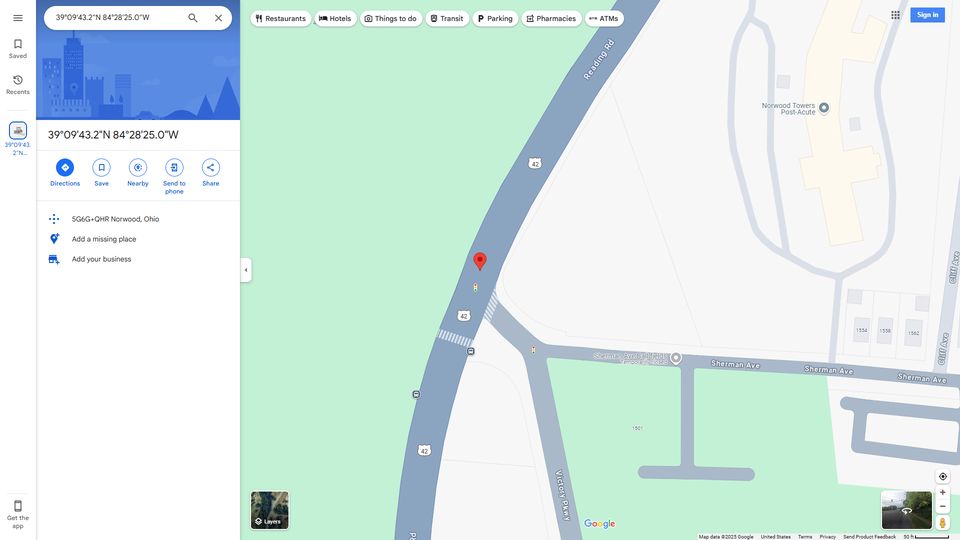 39°09'43.2"N 84°28'25.0"W
Restaurants
Hotels
Things to do
Transit
Parking
Pharmacies
ATMs
Sign in
Saved
Recents
39°09'43.
2"N...
39°09'43.2"N 84°28'25.0"W
Directions
Save
Nearby
Send to
phone
Share
5G6G+QHR Norwood, Ohio
Add a missing place
Add your business
Get the
app
Reading Rd
42
Norwood Towers
Post-Acute
Cliff Ave
42
1554
1558
1562
Cliff Ave
Sherman Ave
Sherman Ave
Sherman Ave
1501
42
Victory Pkwy
Layers
Google
Map data ©2025 Google
United States
Terms
Privacy
Send Product Feedback
50 ft